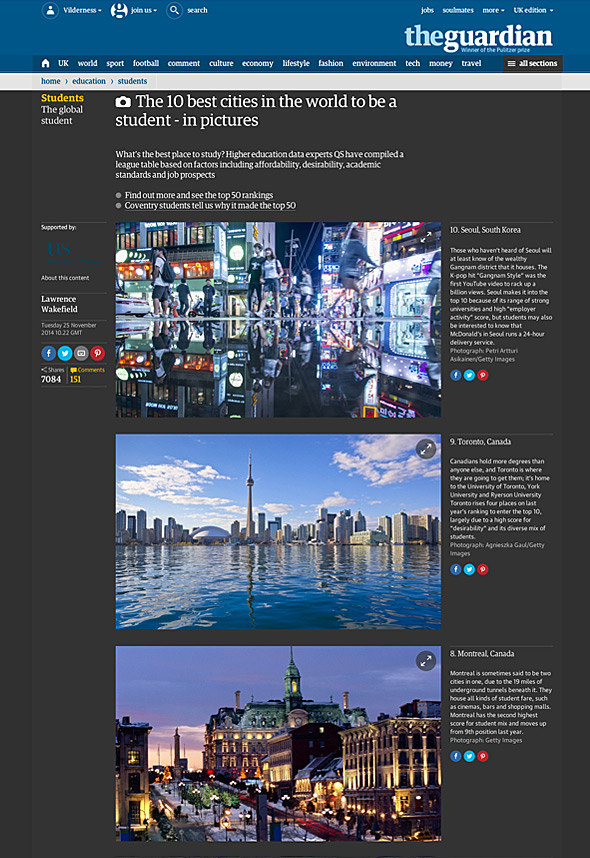 Vilderness
join us
search
jobs
soulmates
more
UK edition
theguardian
Winner of the Pulitzer prize
UK
world
sport
football
comment
culture
economy
lifestyle
fashion
environment
tech
money
travel
all sections
home › education › students
Students
The global
student
The 10 best cities in the world to be a
student - in pictures
What's the best place to study? Higher education data experts QS have compiled a
league table based on factors including affordability, desirability, academic
standards and job prospects
Find out more and see the top 50 rankings
Coventry students tell us why it made the top 50
Supported by:
About this content
Lawrence
Wakefield
Tuesday 25 November
2014 10.22 GMT
Shares
7084
Comments
151
10. Seoul, South Korea
Those who haven't heard of Seoul will
at least know of the wealthy
Gangnam district that it houses. The
K-pop hit "Gangnam Style" was the
first YouTube video to rack up a
billion views. Seoul makes it into the
top 10 because of its range of strong
universities and high "employer
activity" score, but students may also
be interested to know that
McDonald's in Seoul runs a 24-hour
delivery service.
Photograph: Petri Artturi
Asikainen/Getty Images
9. Toronto, Canada
Canadians hold more degrees than
anyone else, and Toronto is where
they are going to get them; it's home
to the University of Toronto, York
University and Ryerson University
Toronto rises four places on last
year's ranking to enter the top 10,
largely due to a high score for
"desirability" and its diverse mix of
students.
Photograph: Agnieszka Gaul/Getty
Images
8. Montreal, Canada
Montreal is sometimes said to be two
cities in one, due to the 19 miles of
underground tunnels beneath it. They
house all kinds of student fare, such
as cinemas, bars and shopping malls.
Montreal has the second highest
score for student mix and moves up
from 9th position last year.
Photograph: Getty Images